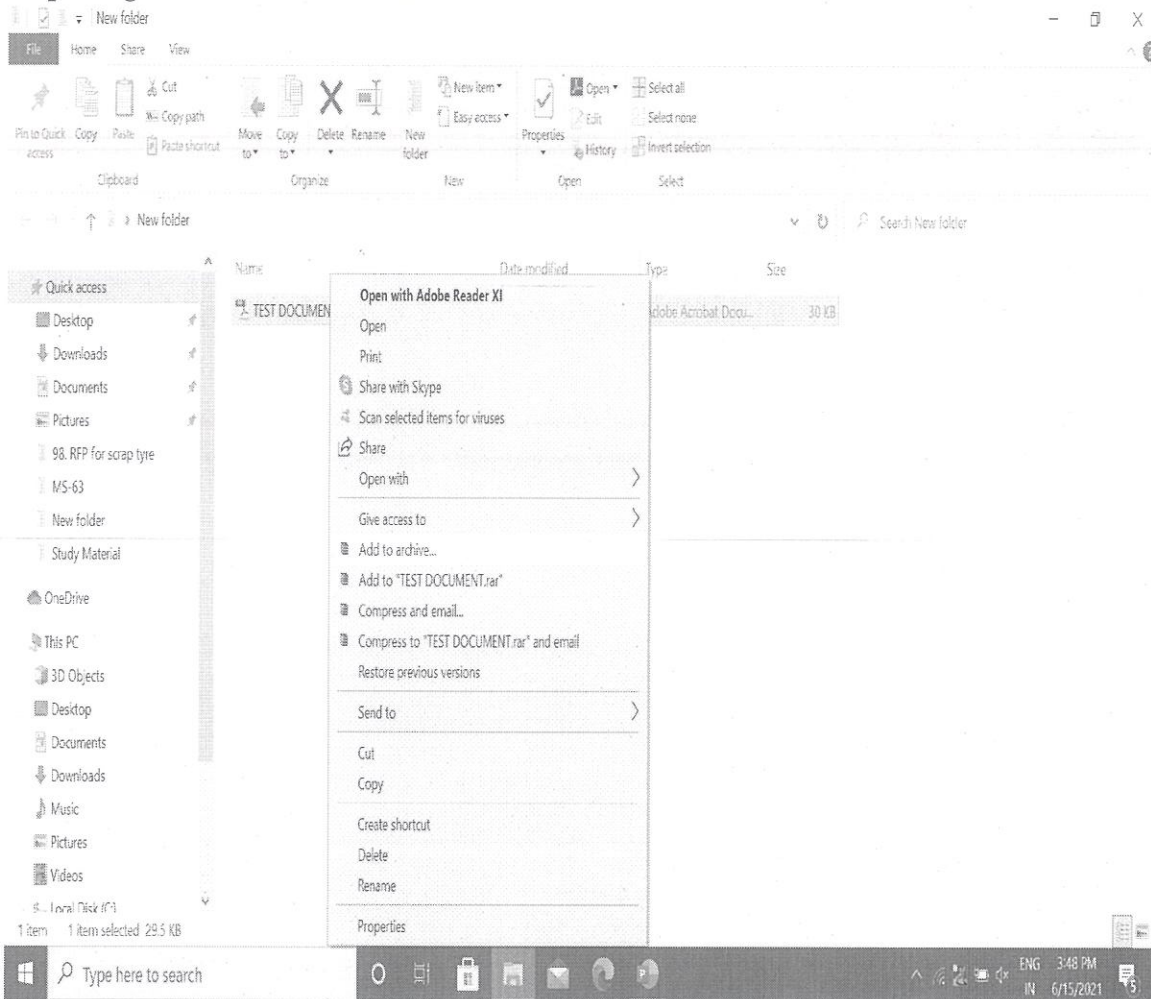 New folder
File Home Share View
Pin to Quick access
Copy
Paste
Cut
Copy path
Paste shortcut
Clipboard
Move to
Copy to
Delete
Rename
Organize
New folder
New item
Easy access
New
Properties
Open
Edit
History
Open
Select all
Select none
Invert selection
Select
New folder
Search New folder
Quick access
Desktop
Downloads
Documents
Pictures
98. RFP for scrap tyre
MS-63
New folder
Study Material
OneDrive
This PC
3D Objects
Desktop
Documents
Downloads
Music
Pictures
Videos
Local Disk (C:)
Name Date modified Type Size
TEST DOCUMEN dobe Acrobat Docu... 30 KB
Open with Adobe Reader XI
Open
Print
Share with Skype
Scan selected items for viruses
Share
Open with
Give access to
Add to archive...
Add to "TEST DOCUMENT.rar"
Compress and email...
Compress to "TEST DOCUMENT.rar" and email
Restore previous versions
Send to
Cut
Copy
Create shortcut
Delete
Rename
Properties
1 item 1 item selected 29.5 KB
Type here to search
ENG 3:48 PM
IN 6/15/2021
5